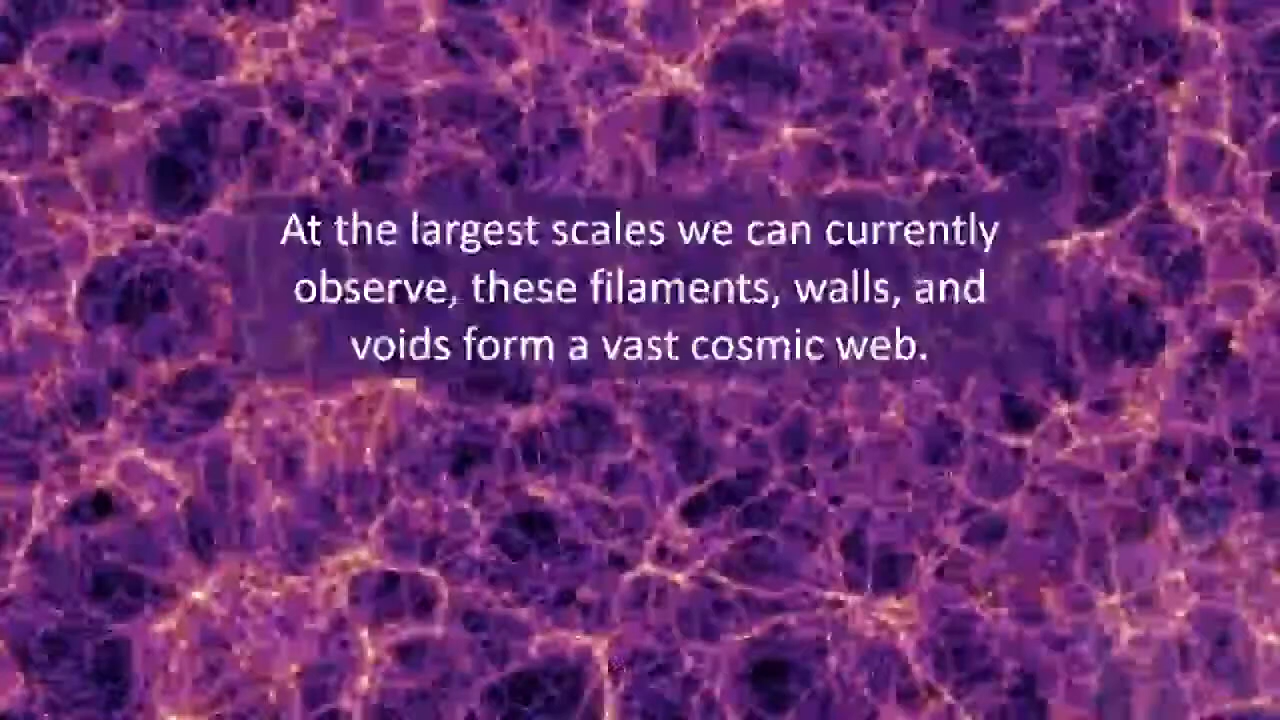 At the largest scales we can currently
observe, these filaments, walls, and
voids form a vast cosmic web.